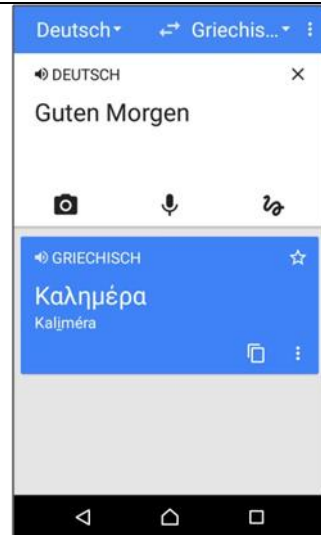 Deutsch Griechis...
DEUTSCH
Guten Morgen
GRIECHISCH
Καλημέρα
Kaliméra